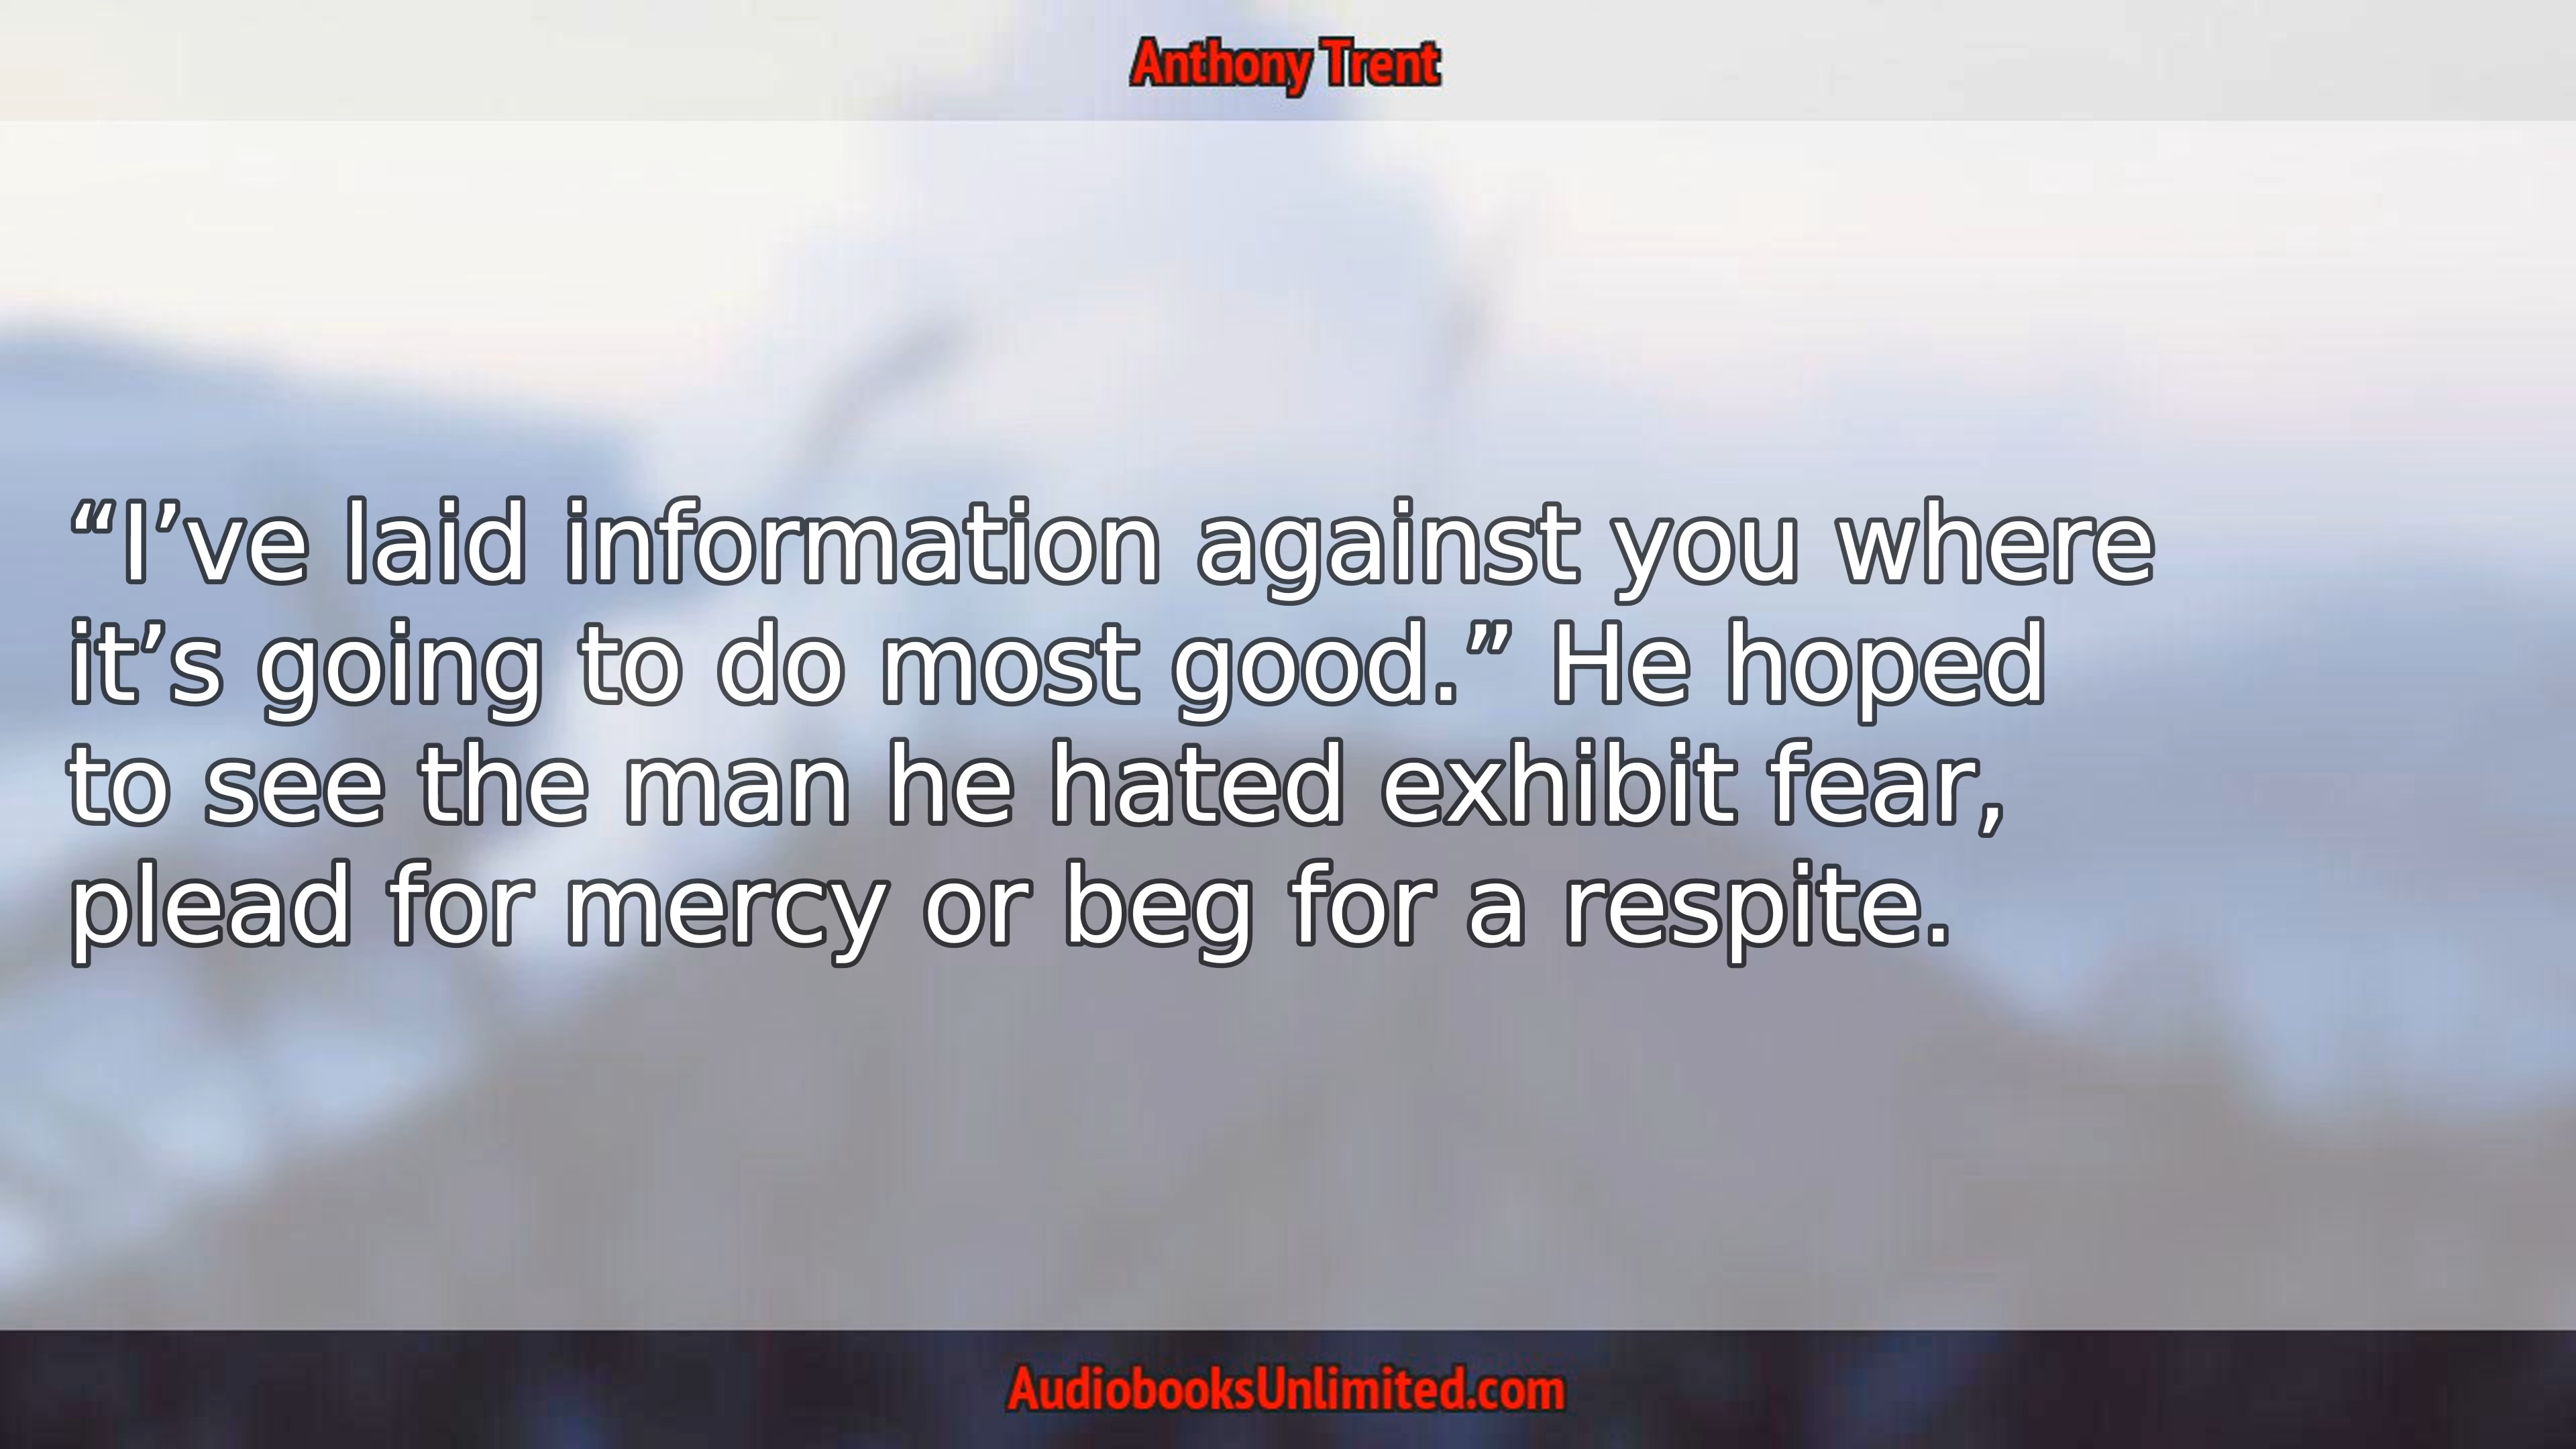 Anthony Trent
“I’ve laid information against you where
it’s going to do most good.” He hoped
to see the man he hated exhibit fear,
plead for mercy or beg for a respite.
AudiobooksUnlimited.com